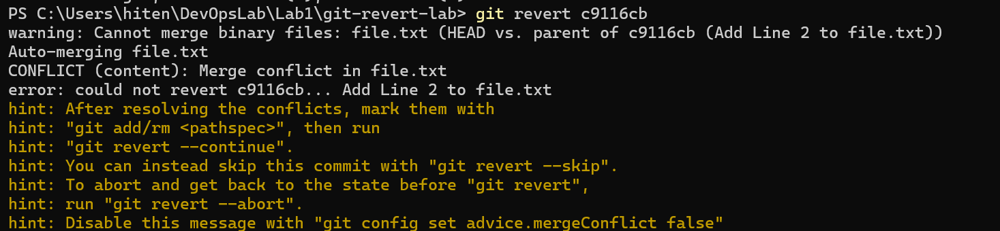 PS C:\Users\hiten\DevOpsLab\Lab1\git-revert-lab> git revert c9116cb
warning: Cannot merge binary files: file.txt (HEAD vs. parent of c9116cb (Add Line 2 to file.txt))
Auto-merging file.txt
CONFLICT (content): Merge conflict in file.txt
error: could not revert c9116cb... Add Line 2 to file.txt
hint: After resolving the conflicts, mark them with
hint: "git add/rm <pathspec>", then run
hint: "git revert --continue".
hint: You can instead skip this commit with "git revert --skip".
hint: To abort and get back to the state before "git revert",
hint: run "git revert --abort".
hint: Disable this message with "git config set advice.mergeConflict false"